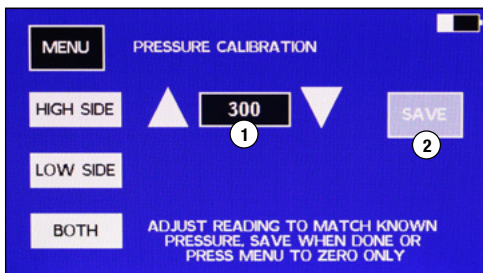 MENU
PRESSURE CALIBRATION
HIGH SIDE
300
1
SAVE
2
LOW SIDE
BOTH
ADJUST READING TO MATCH KNOWN
PRESSURE, SAVE WHEN DONE OR
PRESS MENU TO ZERO ONLY